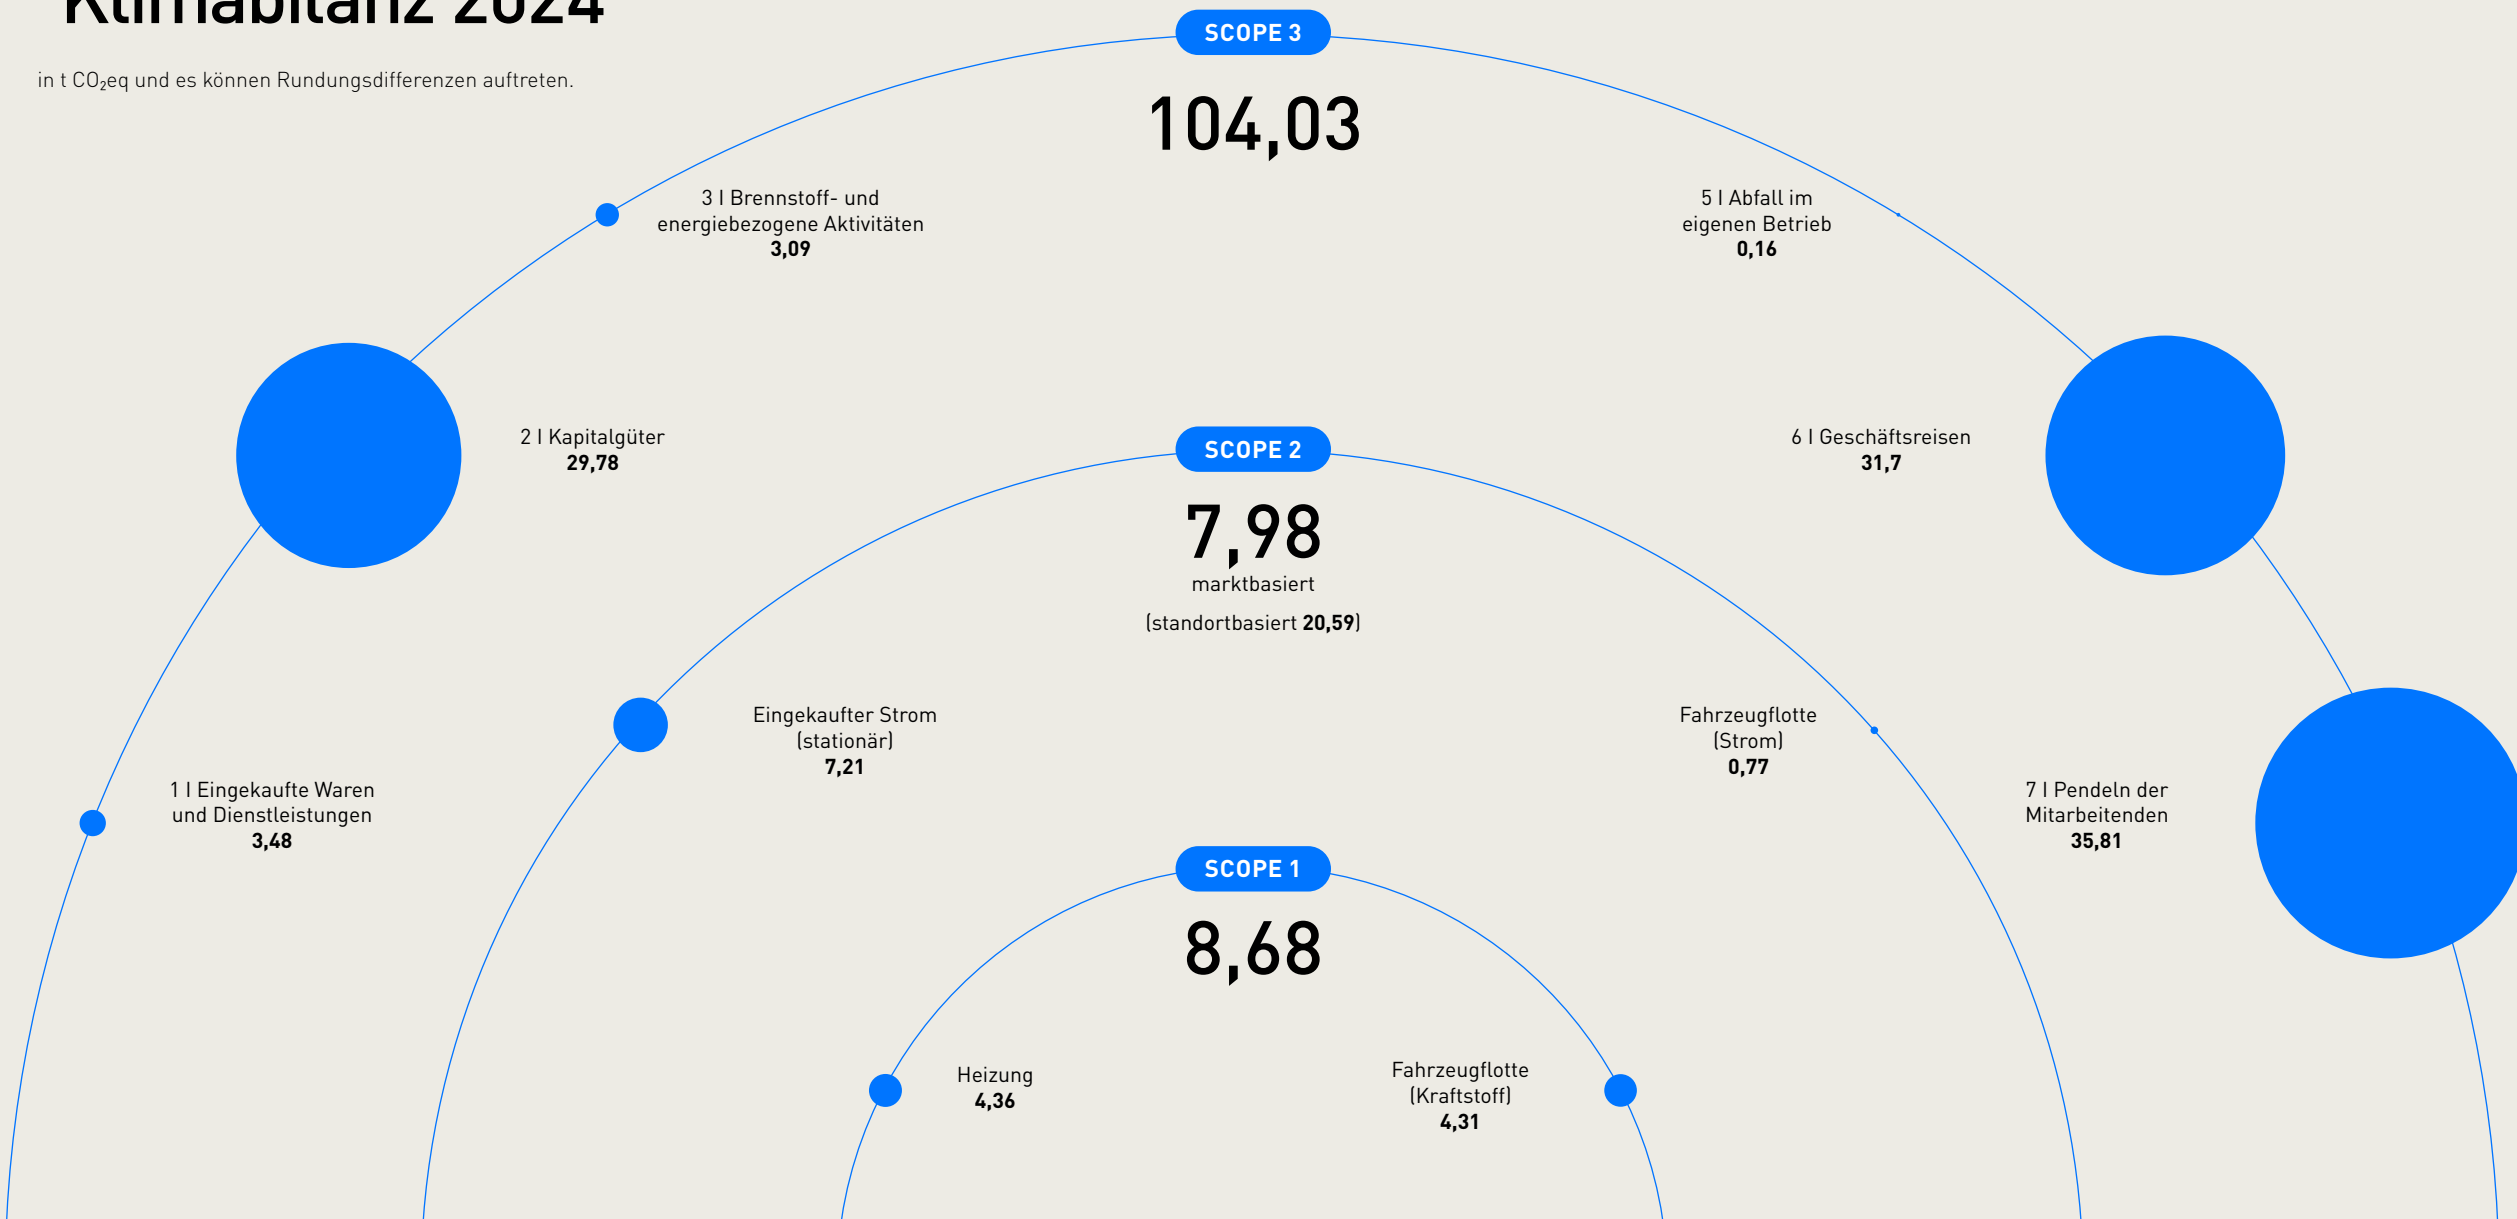 Klimabilanz 2024
in t CO₂eq und es können Rundungsdifferenzen auftreten.
SCOPE 3
104,03
3 I Brennstoff- und
energiebezogene Aktivitäten
3,09
5 I Abfall im
eigenen Betrieb
0,16
2 I Kapitalgüter
29,78
6 I Geschäftsreisen
31,7
1 I Eingekaufte Waren
und Dienstleistungen
3,48
7 I Pendeln der
Mitarbeitenden
35,81
SCOPE 2
7,98
marktbasiert
(standortbasiert 20,59)
Eingekaufter Strom
(stationär)
7,21
Fahrzeugflotte
(Strom)
0,77
SCOPE 1
8,68
Heizung
4,36
Fahrzeugflotte
(Kraftstoff)
4,31